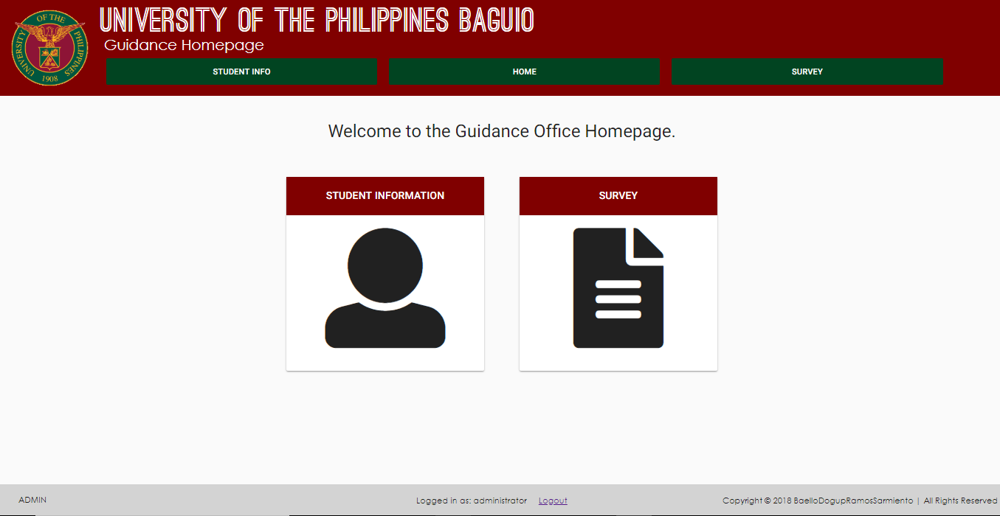 UNIVERSITY OF THE PHILIPPINES
1908
UNIVERSITY OF THE PHILIPPINES BAGUIO
Guidance Homepage
STUDENT INFO
HOME
SURVEY
Welcome to the Guidance Office Homepage.
STUDENT INFORMATION
SURVEY
ADMIN
Logged in as: administrator
Logout
Copyright © 2018 BaelloDogupRamosSarmiento | All Rights Reserved